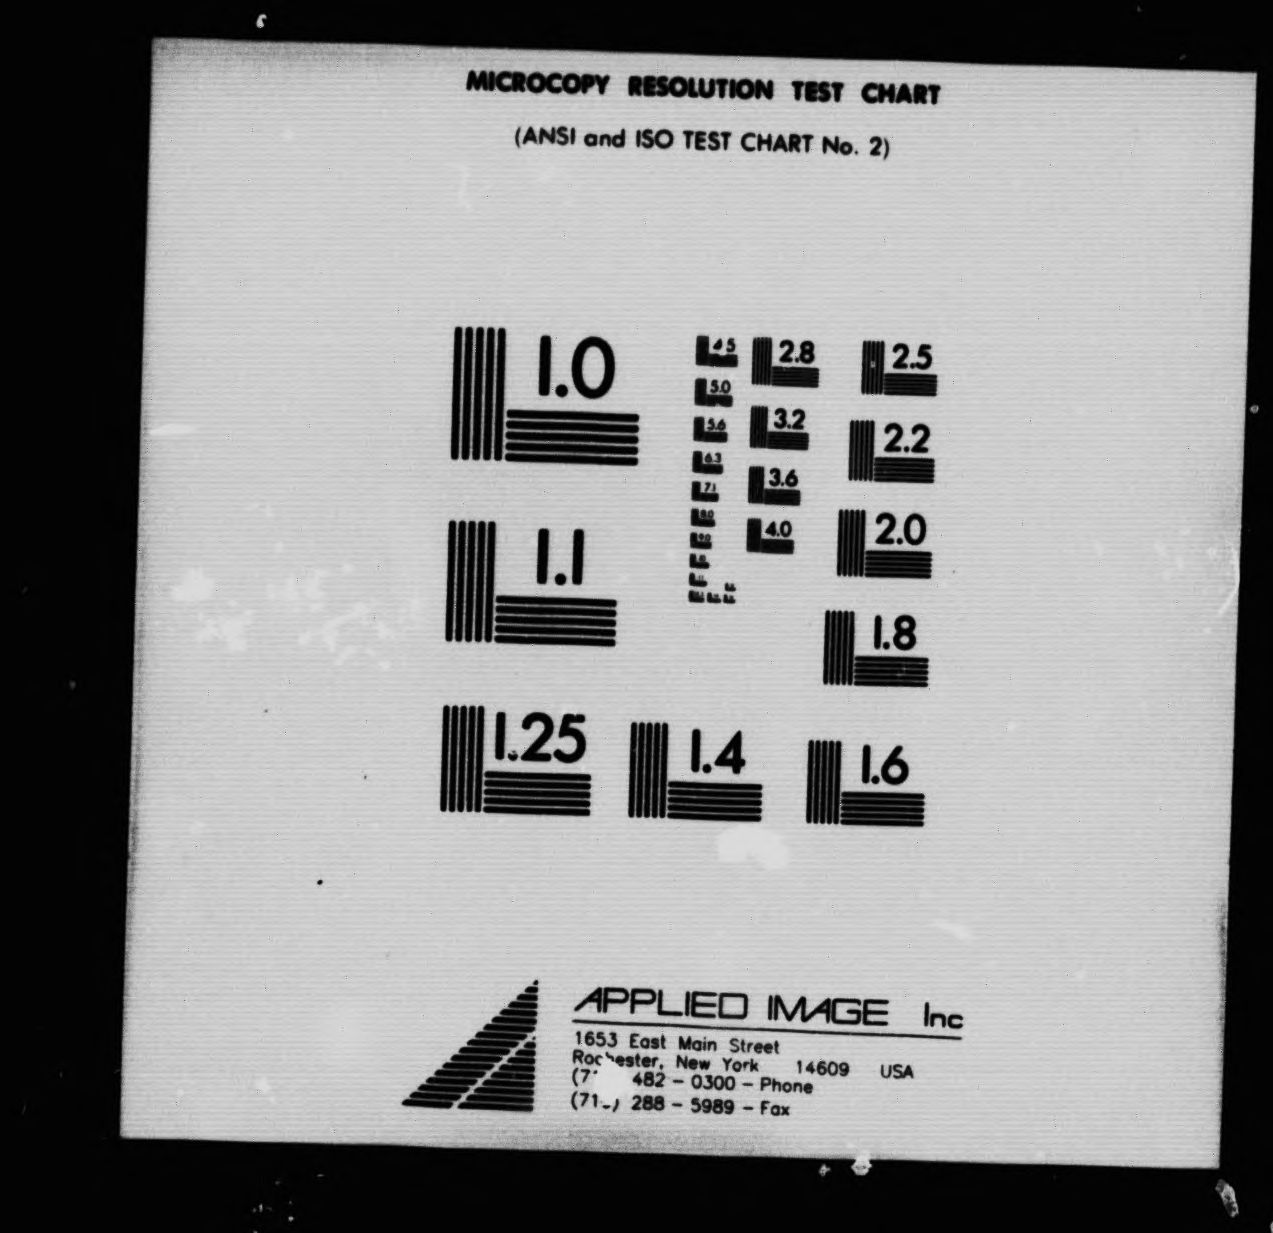 MICROCOPY RESOLUTION TEST CHART
(ANSI and ISO TEST CHART No. 2)
1.0
1.1
1.25
1.4
1.6
1.8
2.0
2.2
2.5
2.8
3.2
3.6
4.0
4.5
5.0
5.6
6.3
7.1
8.0
9.0
APPLIED IMAGE Inc
1653 East Main Street
Rochester, New York 14609 USA
482 - 0300 - Phone
288 - 5989 - Fax